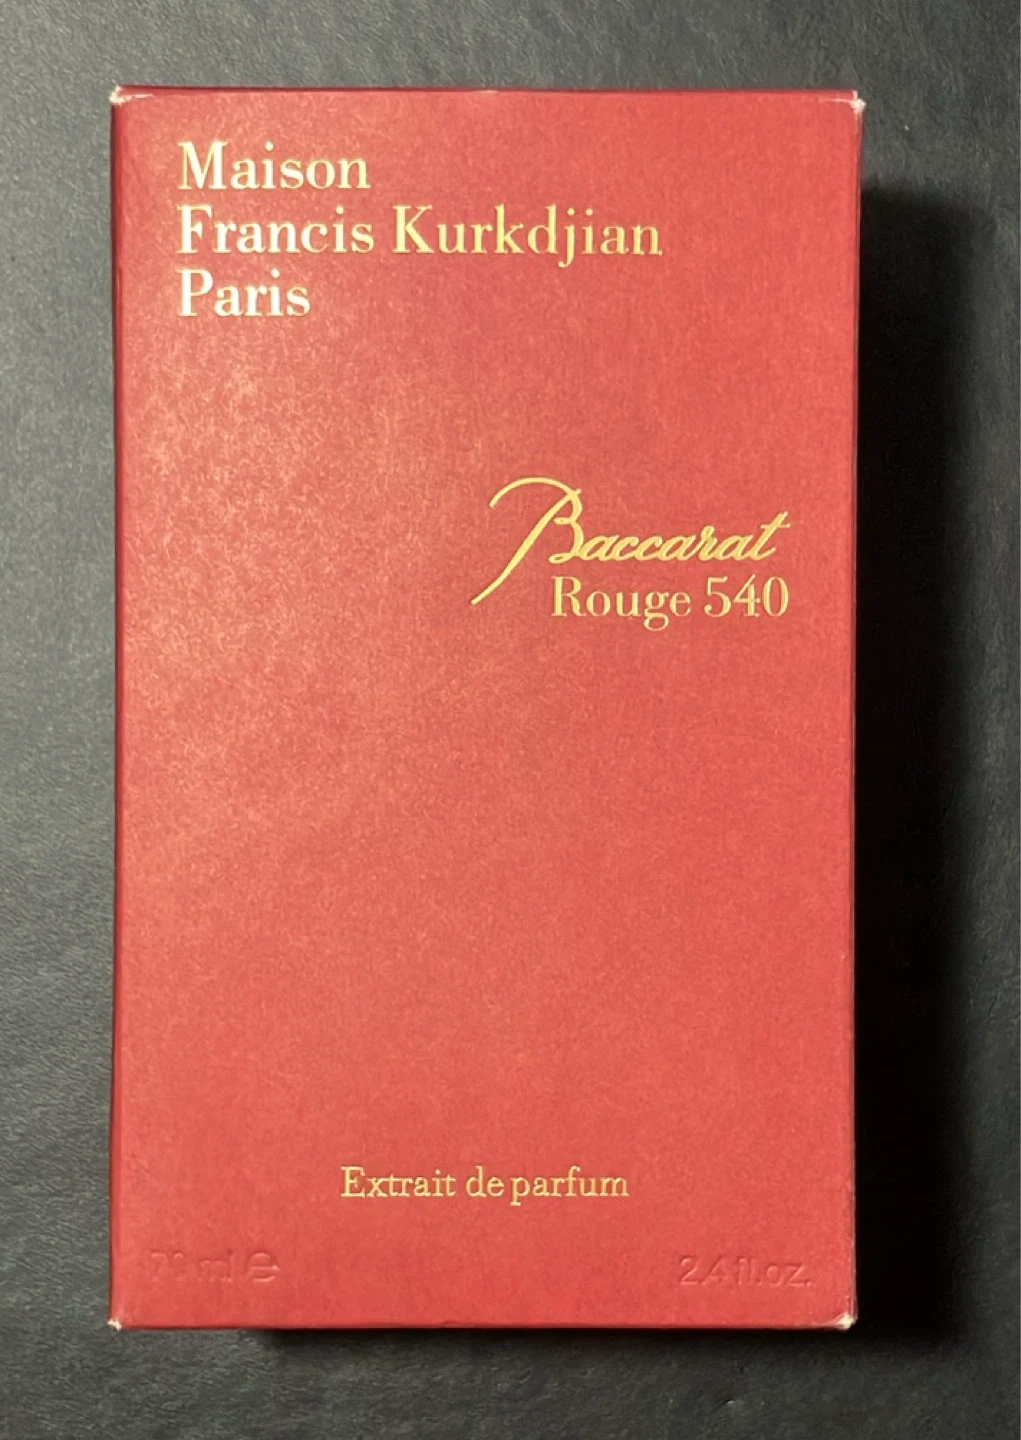 Maison
Francis Kurkdjian
Paris
Baccarat
Rouge 540
Extrait de parfum
70 ml ℮
2.4 fl.oz.